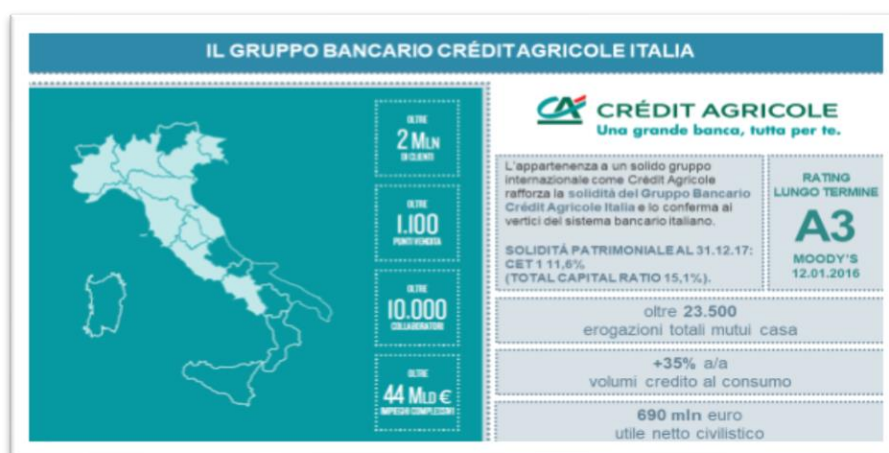 IL GRUPPO BANCARIO CRÉDITAGRICOLE ITALIA
OLTRE
2 MLN
DI CLIENTI
OLTRE
1.100
PUNTI VENDITA
OLTRE
10.000
COLLABORATORI
OLTRE
44 MLD €
IMPIEGHI COMPLESSIVI
CRÉDIT AGRICOLE
Una grande banca, tutta per te.
L'appartenenza a un solido gruppo
internazionale come Crédit Agricole
rafforza la solidità del Gruppo Bancario
Crédit Agricole Italia e lo conferma ai
vertici del sistema bancario italiano.
SOLIDITÁ PATRIMONIALE AL 31.12.17:
CET 1 11,6%
(TOTAL CAPITAL RATIO 15,1%).
RATING
LUNGO TERMINE
A3
MOODY'S
12.01.2016
oltre 23.500
erogazioni totali mutui casa
+35% a/a
volumi credito al consumo
690 mln euro
utile netto civilistico